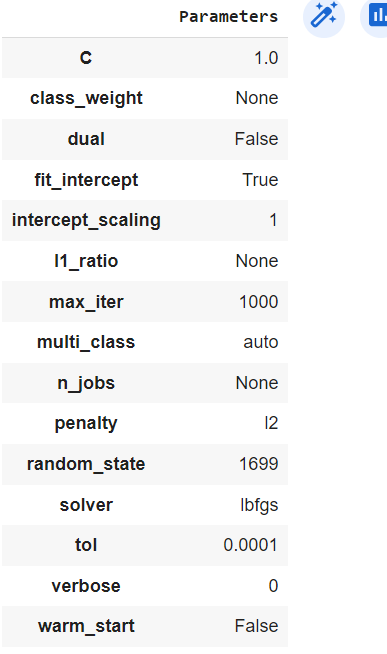 Parameters
C 1.0
class_weight None
dual False
fit_intercept True
intercept_scaling 1
l1_ratio None
max_iter 1000
multi_class auto
n_jobs None
penalty l2
random_state 1699
solver lbfgs
tol 0.0001
verbose 0
warm_start False